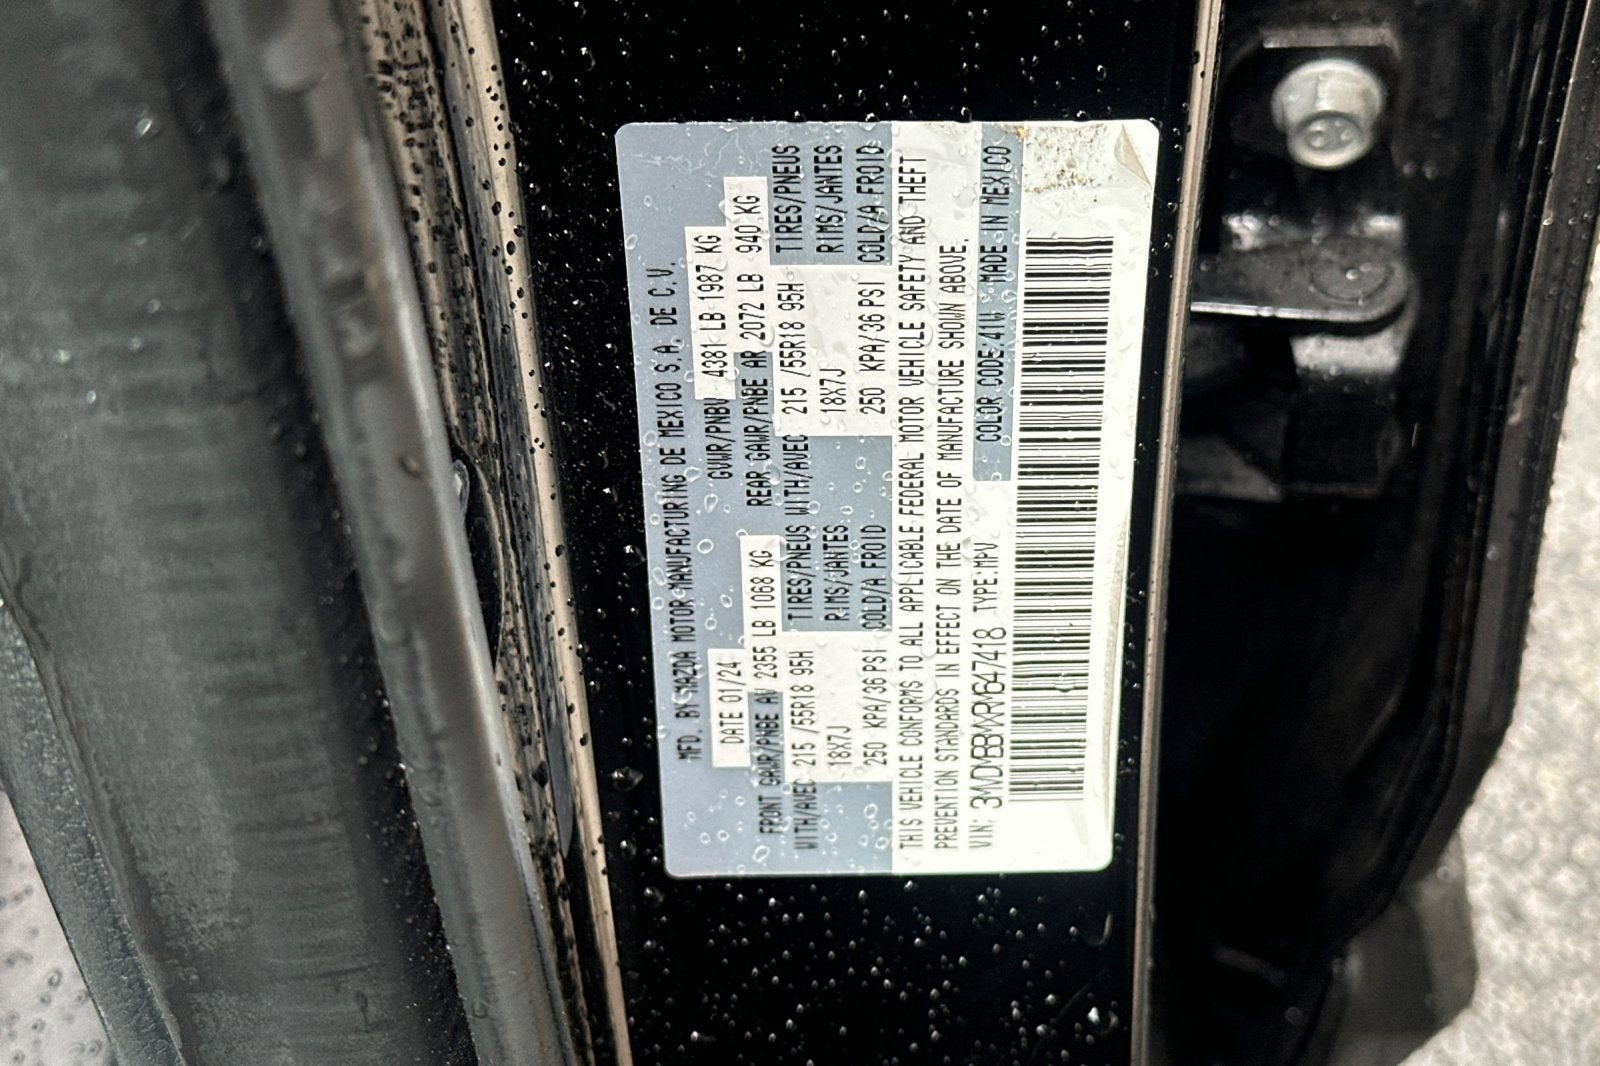 MFD. BY MAZDA MOTOR MANUFACTURING DE MEXICO S.A. DE C.V.
DATE 01/24 GVWR/PNBV 4381 LB 1987 KG
FRONT GAWR/PNBE AV 2355 LB 1068 KG REAR GAWR/PNBE AR 2072 LB 940 KG
WITH/AVEC 215 /55R18 95H TIRES/PNEUS WITH/AVEC 215 /55R18 95H TIRES/PNEUS
18X7J RIMS/JANTES 18X7J RIMS/JANTES
250 KPA/36 PSI COLD/A FROID 250 KPA/36 PSI COLD/A FROID
THIS VEHICLE CONFORMS TO ALL APPLICABLE FEDERAL MOTOR VEHICLE SAFETY AND THEFT
PREVENTION STANDARDS IN EFFECT ON THE DATE OF MANUFACTURE SHOWN ABOVE.
VIN: 3MVDMBBMXRM647418 TYPE:MPV COLOR CODE/41W MADE IN MEXICO